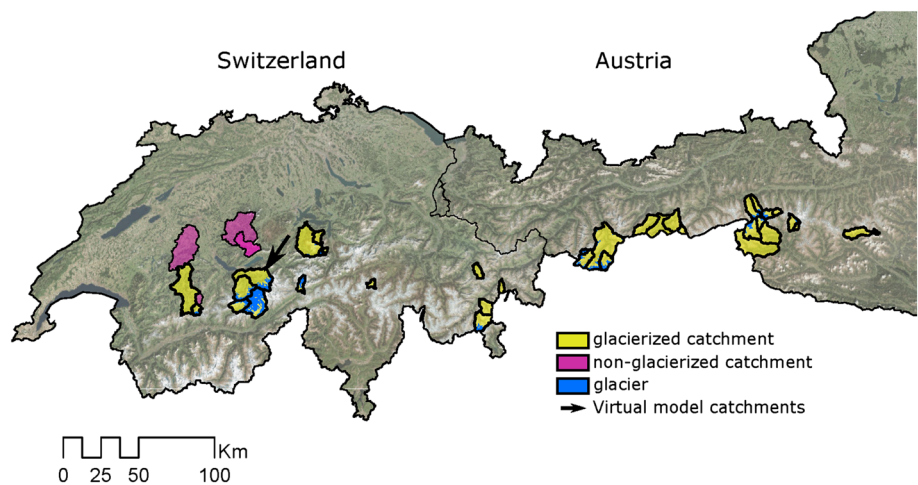 Switzerland
Austria
glacierized catchment
non-glacierized catchment
glacier
Virtual model catchments
Km
0 25 50 100